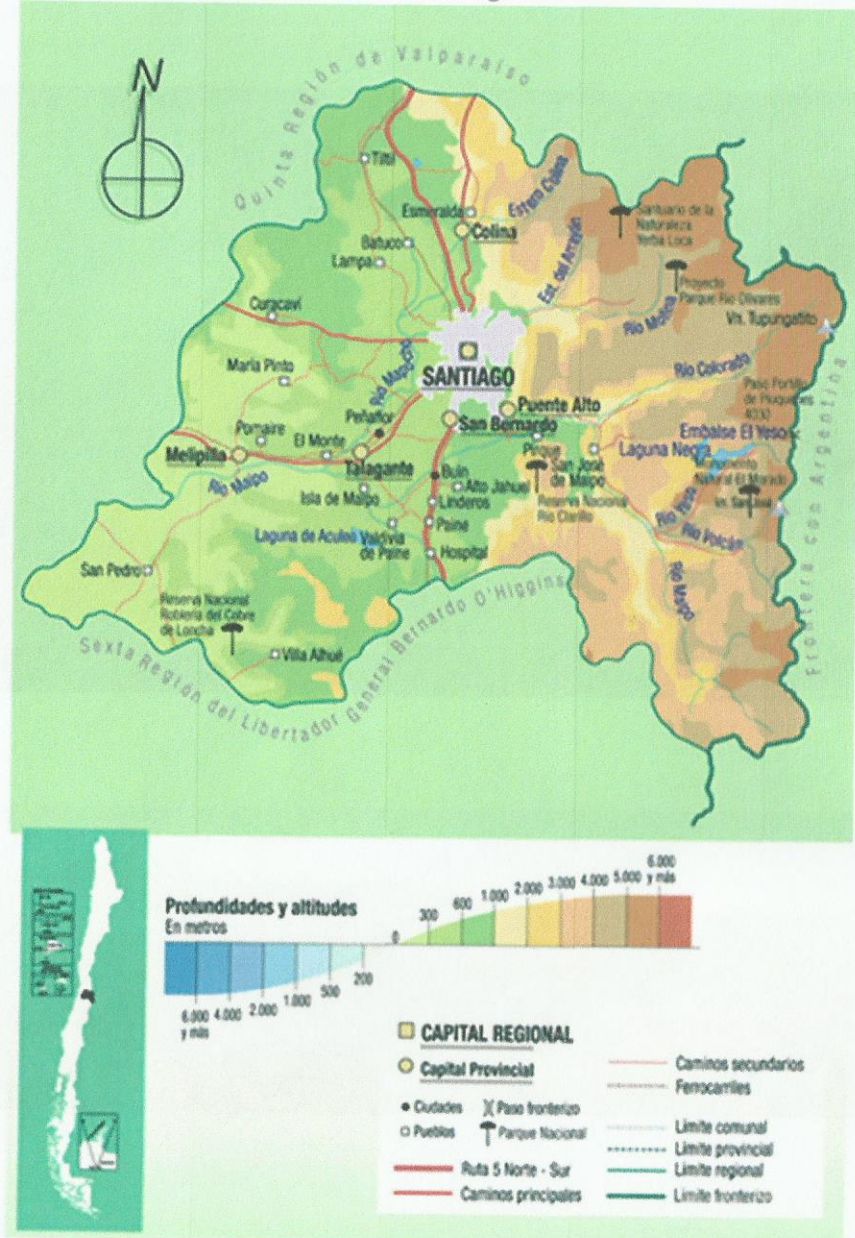 Quinta Región de Valparaíso
N
Tiltil
Esmeralda
Colina
Estero Colina
Batuco
Lampa
Est. del Arrayán
Santuario de la
Naturaleza
Yerba Loca
Proyecto
Parque Río Olivares
Río Molina
Vn. Tupungatito
Curacaví
Río Mapocho
SANTIAGO
Río Colorado
María Pinto
Paso Portillo
de Piuquenes
4030
Peñaflor
Puente Alto
San Bernardo
Pomaire
El Monte
Embalse El Yeso
Melipilla
Talagante
Pirque
Laguna Negra
San José
de Maipo
Monumento
Natural El Morado
Río Maipo
Buin
Isla de Maipo
Alto Jahuel
Linderos
Reserva Nacional
Río Clarillo
Río Yeso
Vn. San José
Laguna de Aculeo
Valdivia
de Paine
Paine
Río Volcán
Hospital
San Pedro
Río Maipo
Reserva Nacional
Roblería del Cobre
de Loncha
Villa Alhué
Sexta Región del Libertador General Bernardo O'Higgins
Frontera con Argentina
Profundidades y altitudes
En metros
0
300
600
1.000
2.000
3.000
4.000
5.000
6.000
y más
6.000
y más
4.000
2.000
1.000
500
200
CAPITAL REGIONAL
Capital Provincial
Ciudades
Paso fronterizo
Pueblos
Parque Nacional
Ruta 5 Norte - Sur
Caminos principales
Caminos secundarios
Ferrocarriles
Límite comunal
Límite provincial
Límite regional
Límite fronterizo